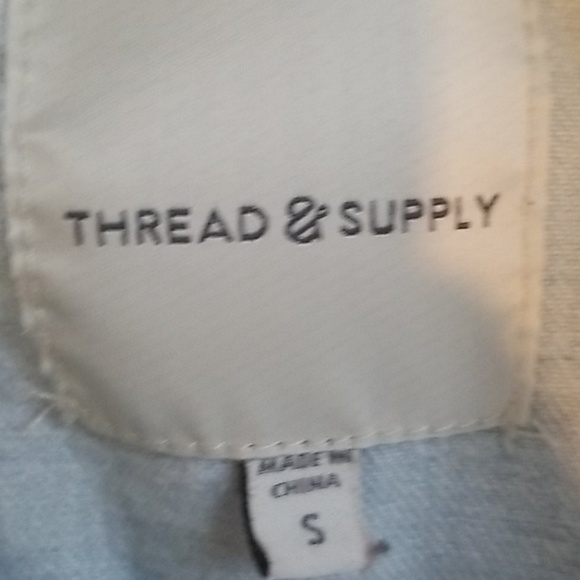 THREAD & SUPPLY
MADE IN
CHINA
S